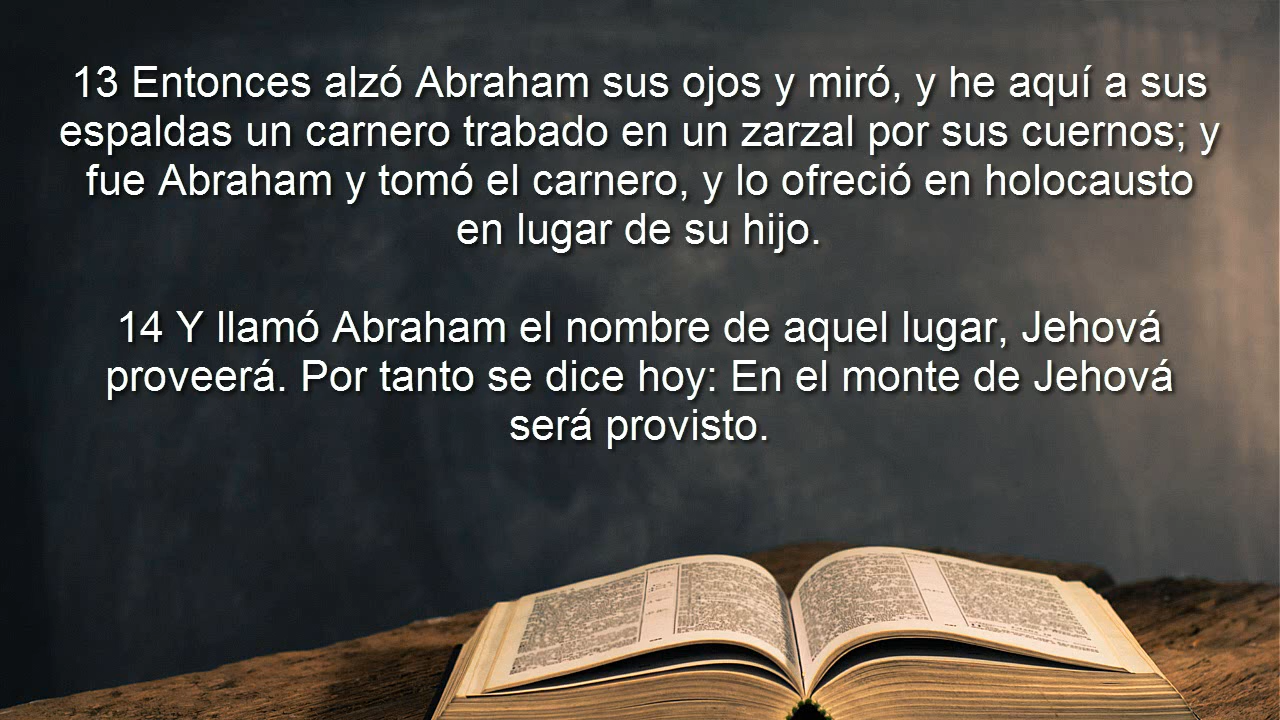 13 Entonces alzó Abraham sus ojos y miró, y he aquí a sus
espaldas un carnero trabado en un zarzal por sus cuernos; y
fue Abraham y tomó el carnero, y lo ofreció en holocausto
en lugar de su hijo.
14 Y llamó Abraham el nombre de aquel lugar, Jehová
proveerá. Por tanto se dice hoy: En el monte de Jehová
será provisto.